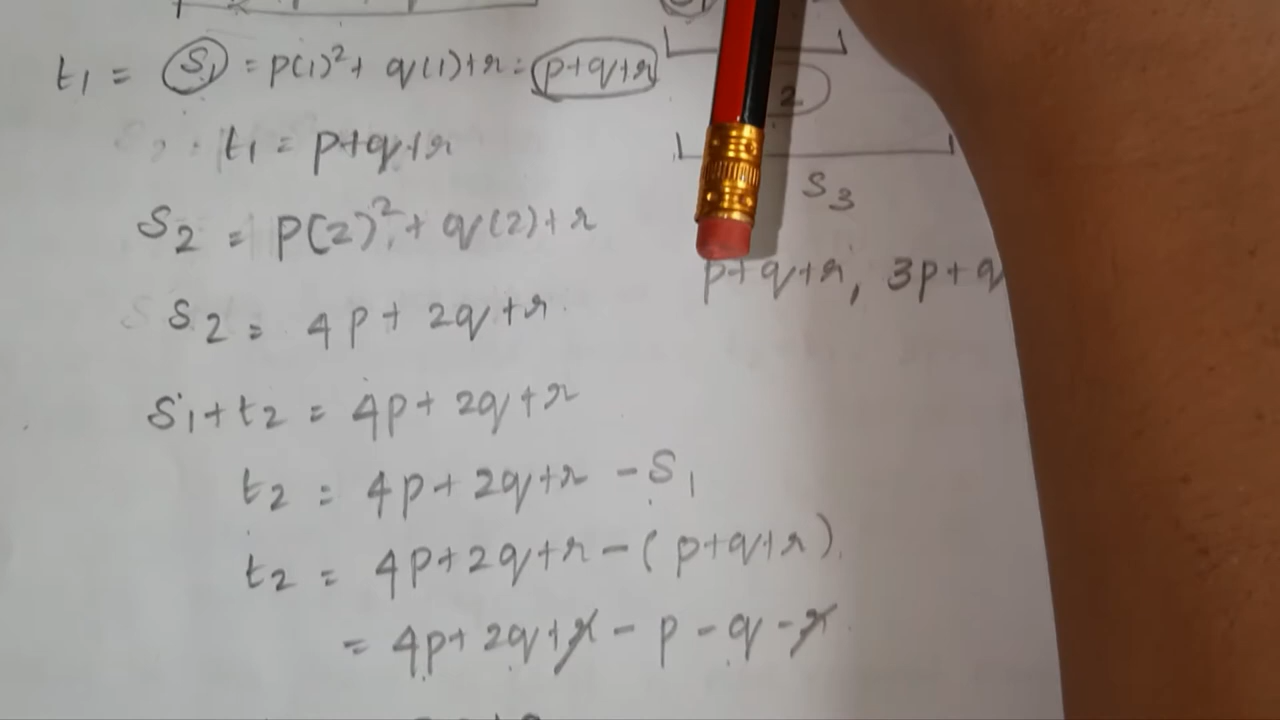 t₁ = S₁ = p(1)² + q(1)+r = p+q+r
t₁ = p+q+r
S₂ = p(2)² + q(2)+r
S₂ = 4p + 2q+r
S₁+t₂ = 4p+ 2q+r
t₂ = 4p+ 2q+r - S₁
t₂ = 4p+2q+r - (p+q+r)
= 4p+ 2q+r - p - q - r
2
S₃
p+q+r, 3p+q